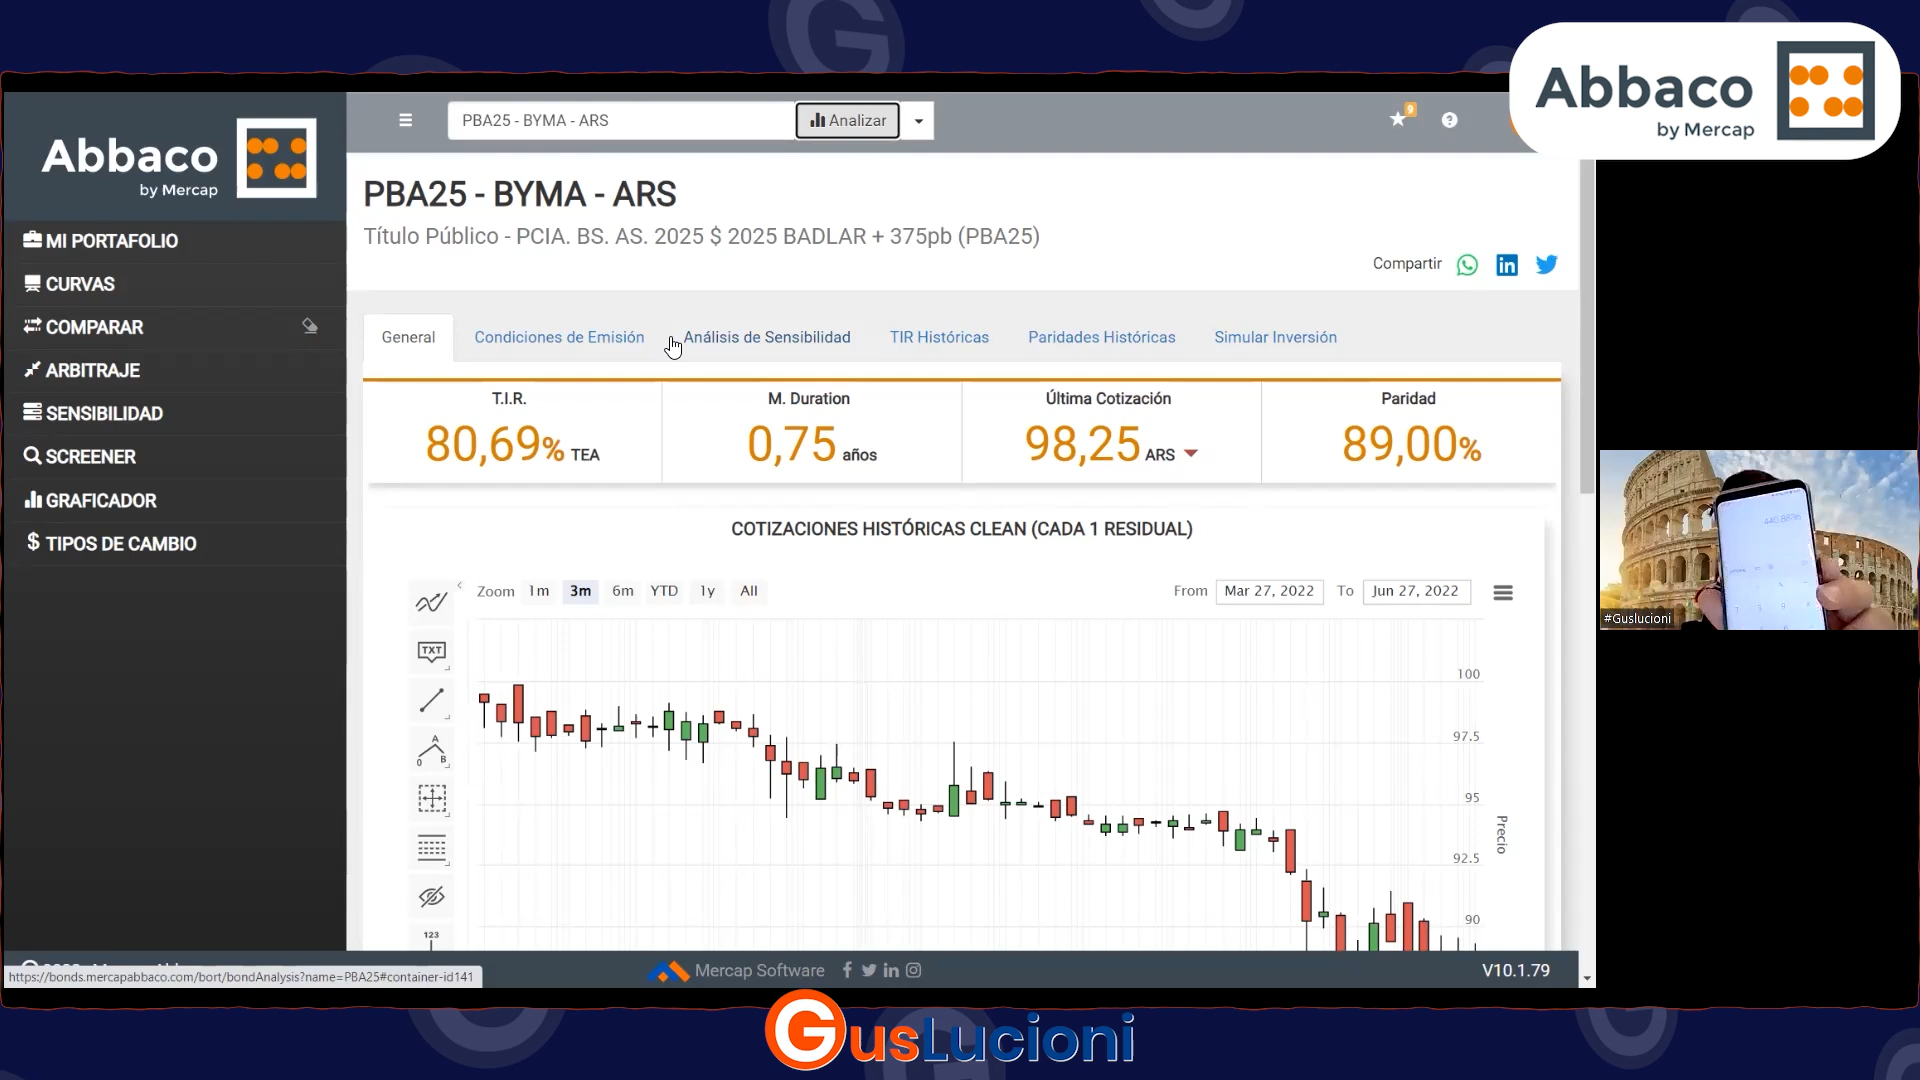 Abbaco
by Mercap
Abbaco
by Mercap
PBA25 - BYMA - ARS
Analizar
9
?
MI PORTAFOLIO
CURVAS
COMPARAR
ARBITRAJE
SENSIBILIDAD
SCREENER
GRAFICADOR
$ TIPOS DE CAMBIO
PBA25 - BYMA - ARS
Título Público - PCIA. BS. AS. 2025 $ 2025 BADLAR + 375pb (PBA25)
Compartir
General Condiciones de Emisión Análisis de Sensibilidad TIR Históricas Paridades Históricas Simular Inversión
T.I.R. M. Duration Última Cotización Paridad
80,69% TEA 0,75 años 98,25 ARS 89,00%
COTIZACIONES HISTÓRICAS CLEAN (CADA 1 RESIDUAL)
Zoom 1m 3m 6m YTD 1y All From Mar 27, 2022 To Jun 27, 2022
TXT
A
0 B
123
100
97.5
95
92.5
90
Precio
#Guslucioni
https://bonds.mercapabbaco.com/bort/bondAnalysis?name=PBA25#container-id141
Mercap Software
V10.1.79
GusLucioni